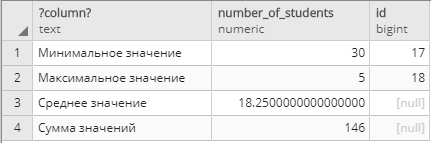 ?column? number_of_students id
text numeric bigint
1 Минимальное значение 30 17
2 Максимальное значение 5 18
3 Среднее значение 18.2500000000000000 [null]
4 Сумма значений 146 [null]